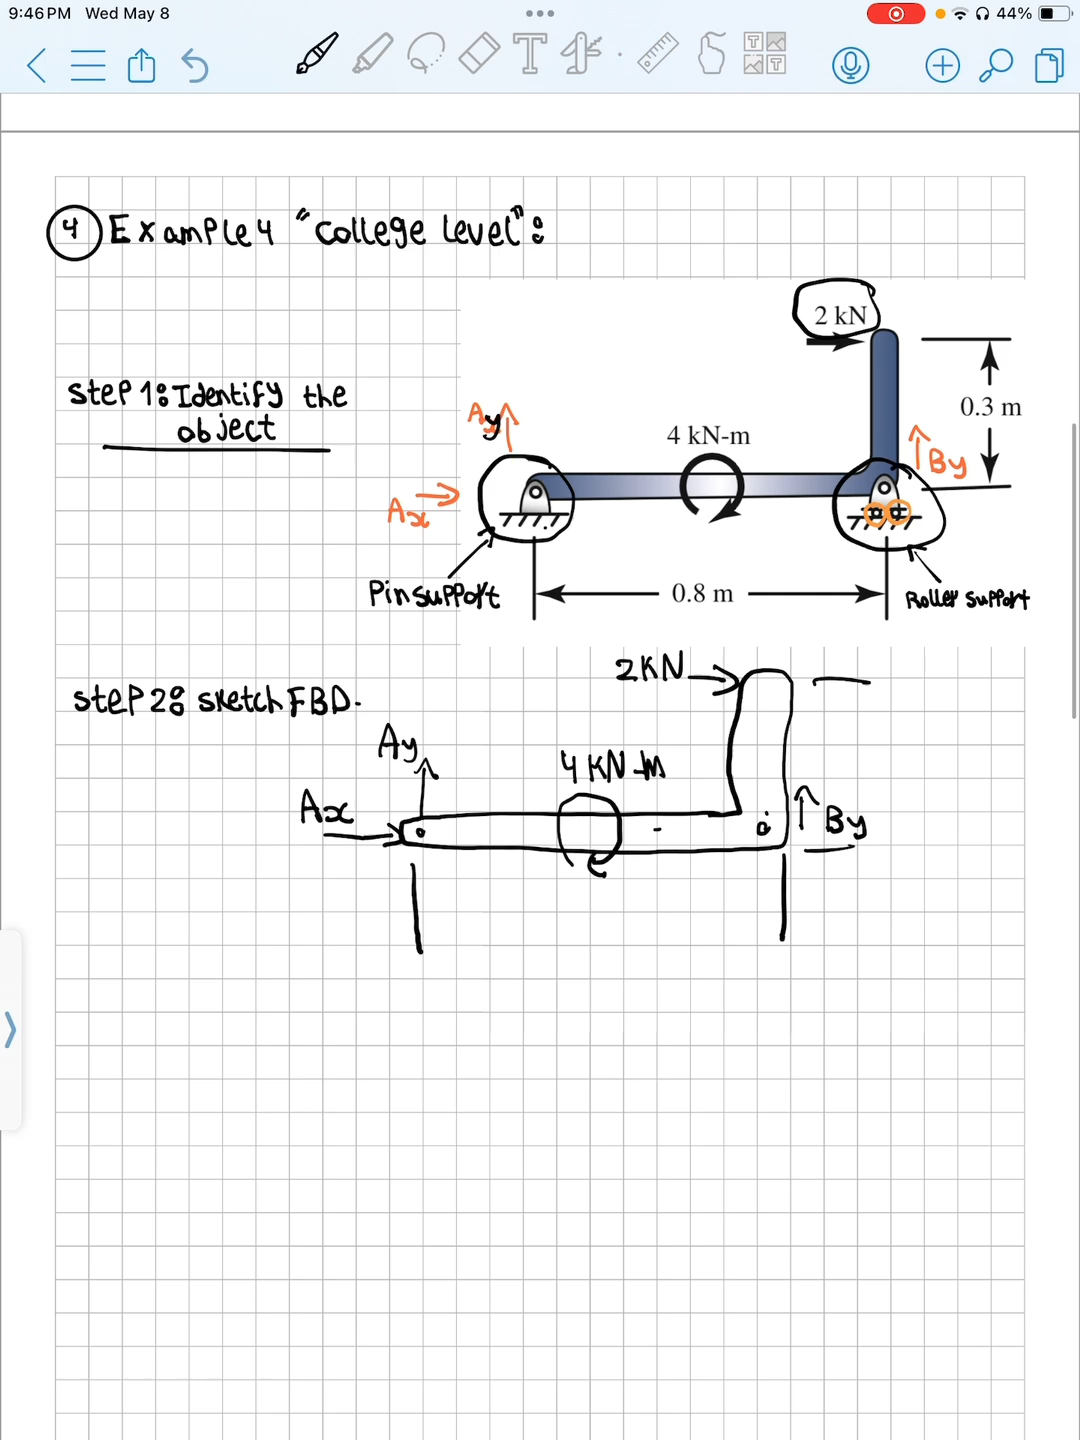 9:46 PM Wed May 8
44%
4 Example 4 "college level":
2 kN
step 1: Identify the
object
0.3 m
Ay
4 kN-m
By
Ax
Pin support
0.8 m
Roller support
2KN
step 2: sketch FBD.
Ay
4 KN-m
Ax
By